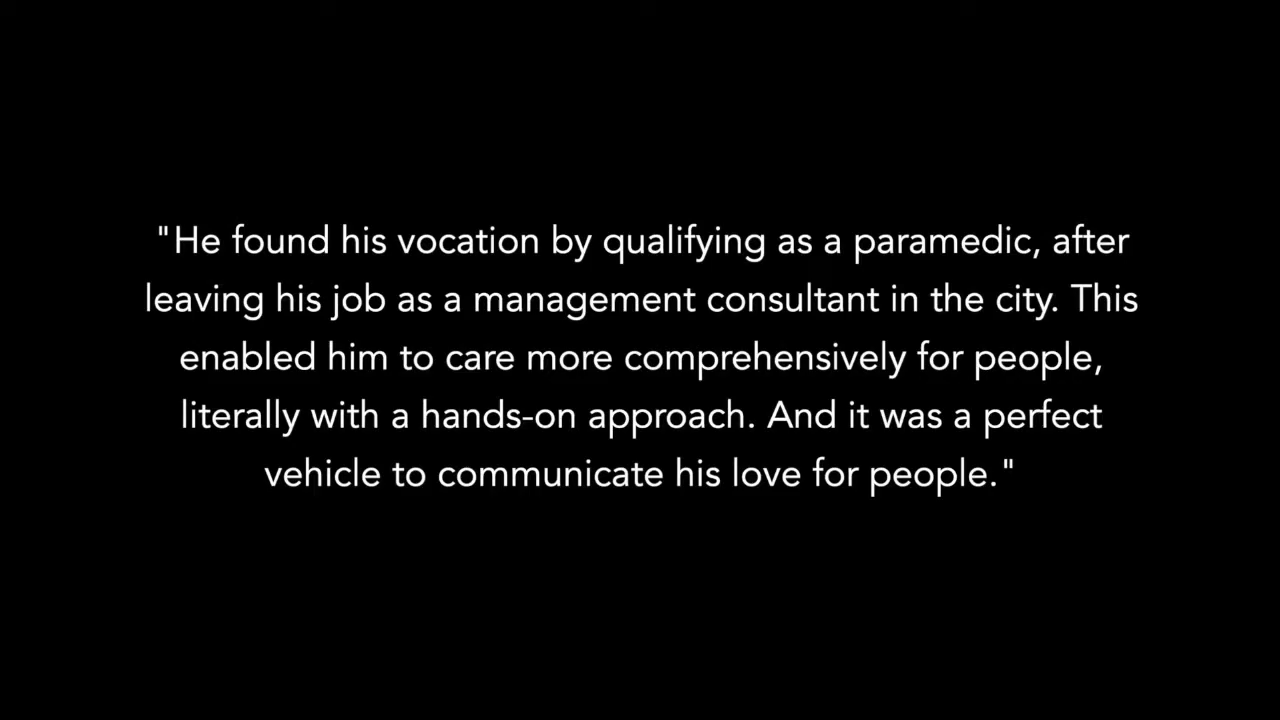 "He found his vocation by qualifying as a paramedic, after
leaving his job as a management consultant in the city. This
enabled him to care more comprehensively for people,
literally with a hands-on approach. And it was a perfect
vehicle to communicate his love for people."